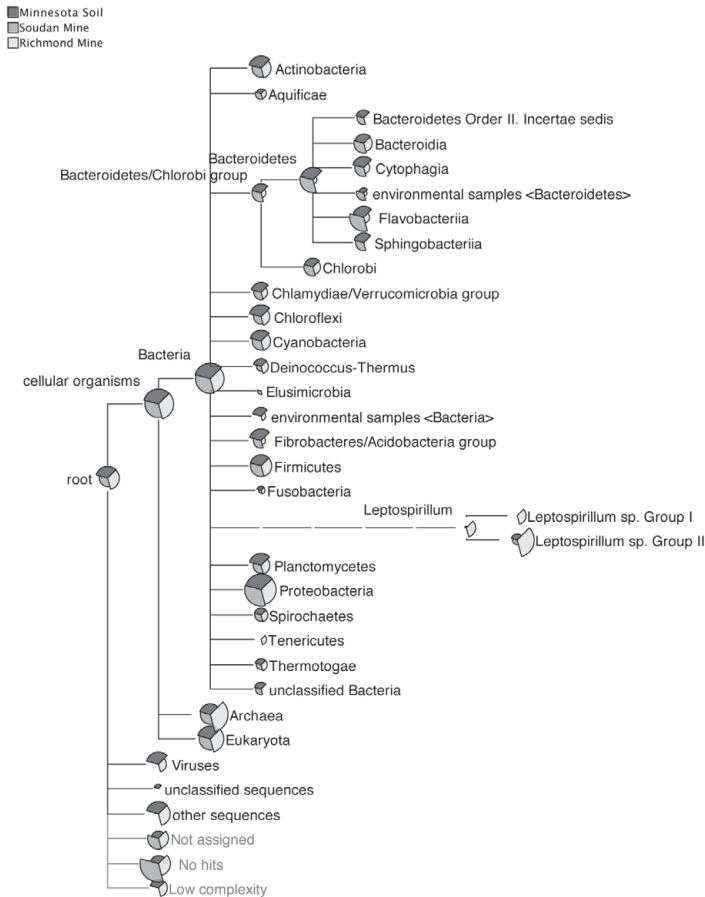 Minnesota Soil
Soudan Mine
Richmond Mine
Actinobacteria
Aquificae
Bacteroidetes Order II. Incertae sedis
Bacteroidia
Bacteroidetes
Cytophagia
Bacteroidetes/Chlorobi group
environmental samples <Bacteroidetes>
Flavobacteriia
Sphingobacteriia
Chlorobi
Chlamydiae/Verrucomicrobia group
Chloroflexi
Cyanobacteria
Bacteria
Deinococcus-Thermus
cellular organisms
Elusimicrobia
environmental samples <Bacteria>
Fibrobacteres/Acidobacteria group
Firmicutes
root
Fusobacteria
Leptospirillum
Leptospirillum sp. Group I
Leptospirillum sp. Group II
Planctomycetes
Proteobacteria
Spirochaetes
Tenericutes
Thermotogae
unclassified Bacteria
Archaea
Eukaryota
Viruses
unclassified sequences
other sequences
Not assigned
No hits
Low complexity